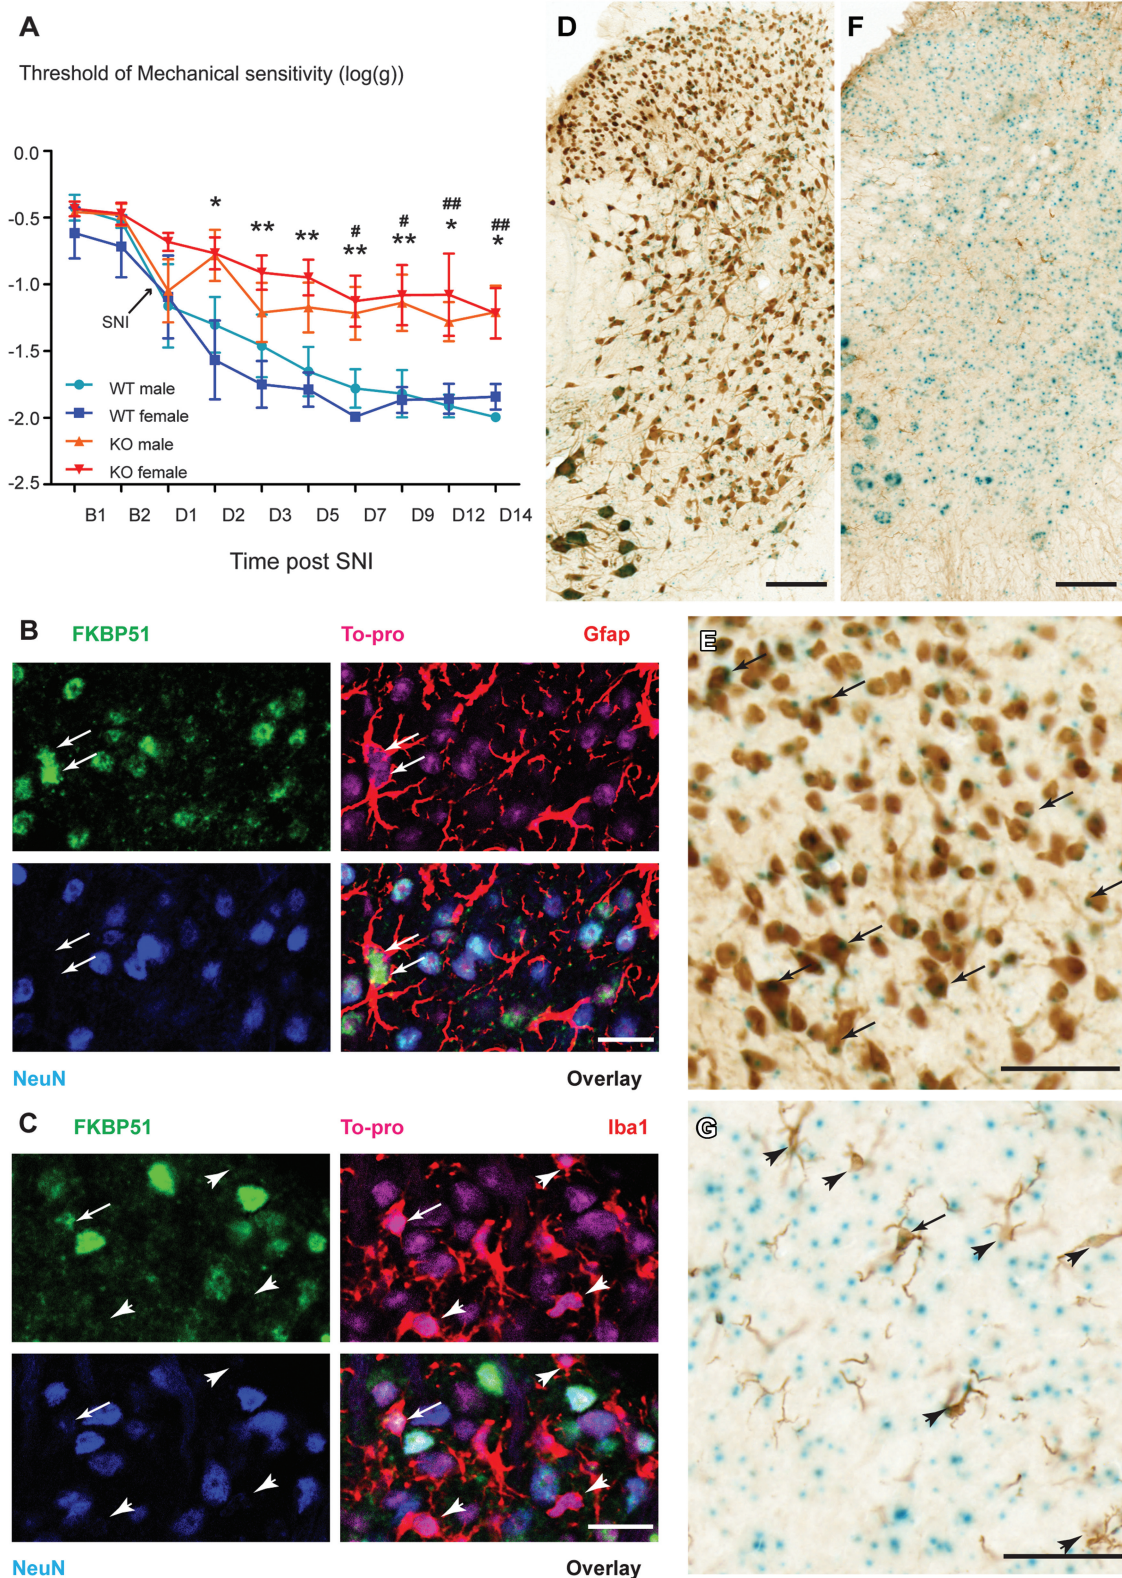 A
Threshold of Mechanical sensitivity (log(g))
0.0
-0.5
-1.0
-1.5
-2.0
-2.5
SNI
* ** ** # ** # ** ## * ## *
WT male
WT female
KO male
KO female
B1 B2 D1 D2 D3 D5 D7 D9 D12 D14
Time post SNI
D
F
B
FKBP51 To-pro Gfap
NeuN Overlay
E
C
FKBP51 To-pro Iba1
NeuN Overlay
G